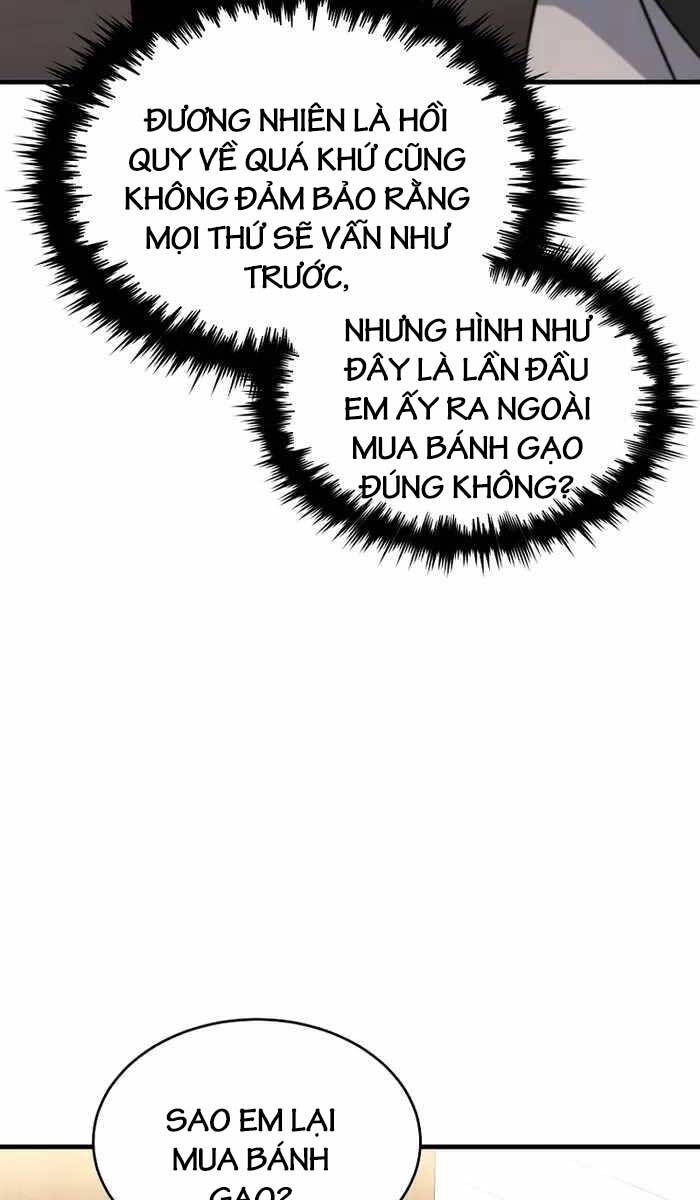 ĐƯƠNG NHIÊN LÀ HỒI
QUY VỀ QUÁ KHỨ CŨNG
KHÔNG ĐẢM BẢO RẰNG
MỌI THỨ SẼ VẪN NHƯ
TRƯỚC,
NHƯNG HÌNH NHƯ
ĐÂY LÀ LẦN ĐẦU
EM ẤY RA NGOÀI
MUA BÁNH GẠO
ĐÚNG KHÔNG?
SAO EM LẠI
MUA BÁNH
GẠO?